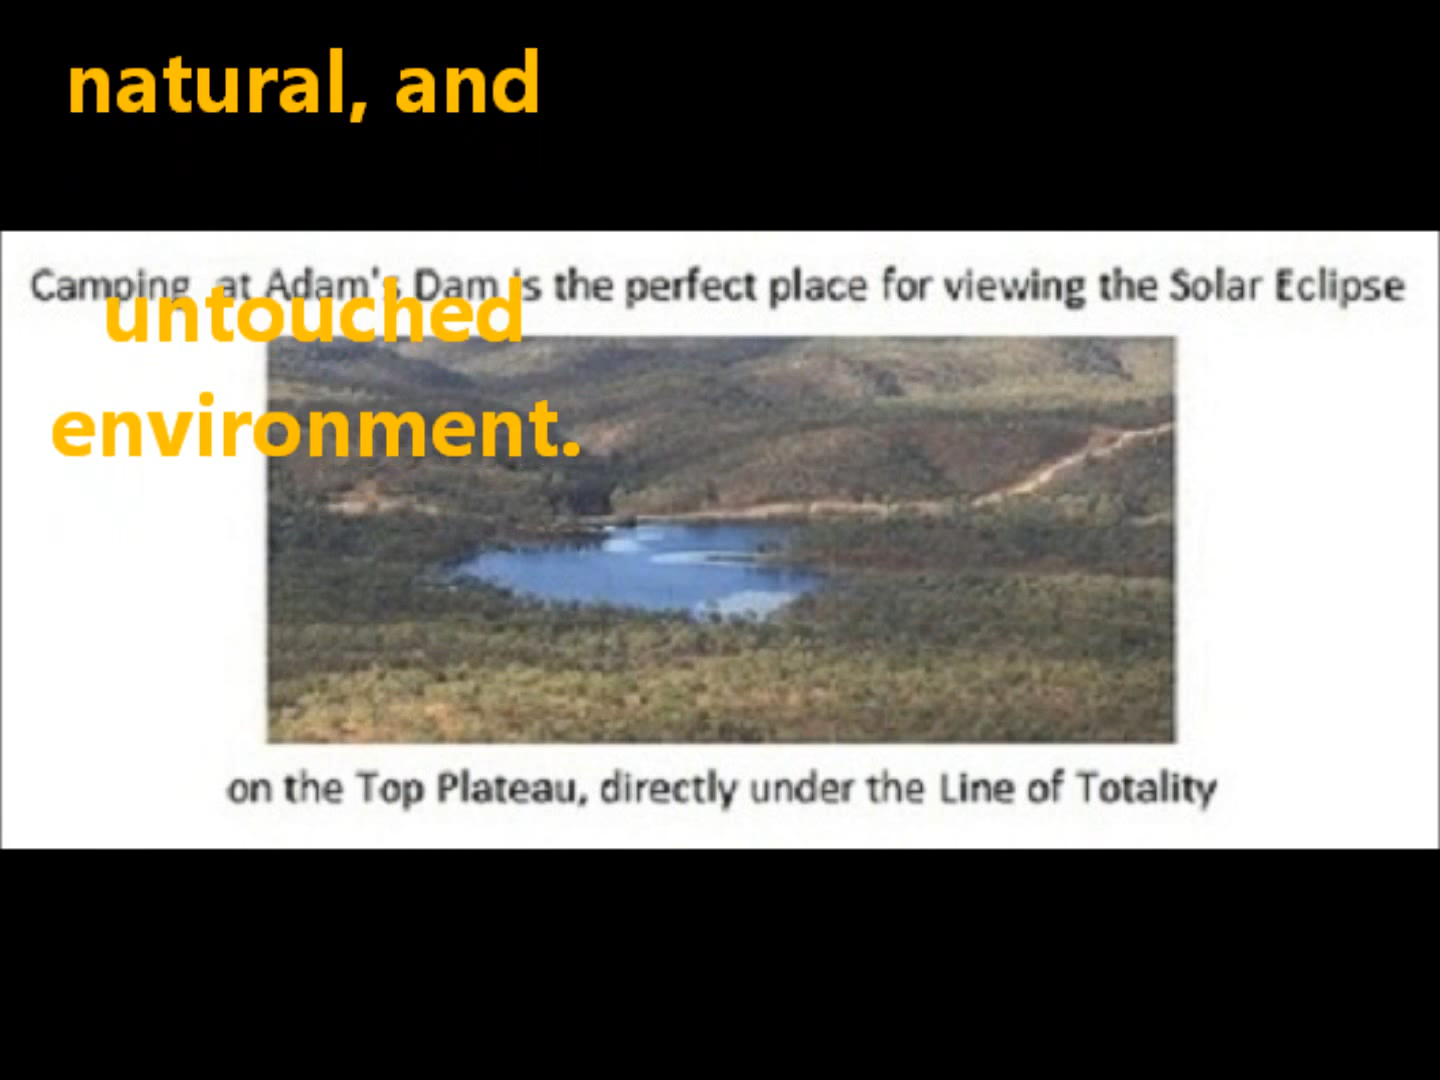 natural, and
Camping at Adam's Dam is the perfect place for viewing the Solar Eclipse
untouched
environment.
on the Top Plateau, directly under the Line of Totality